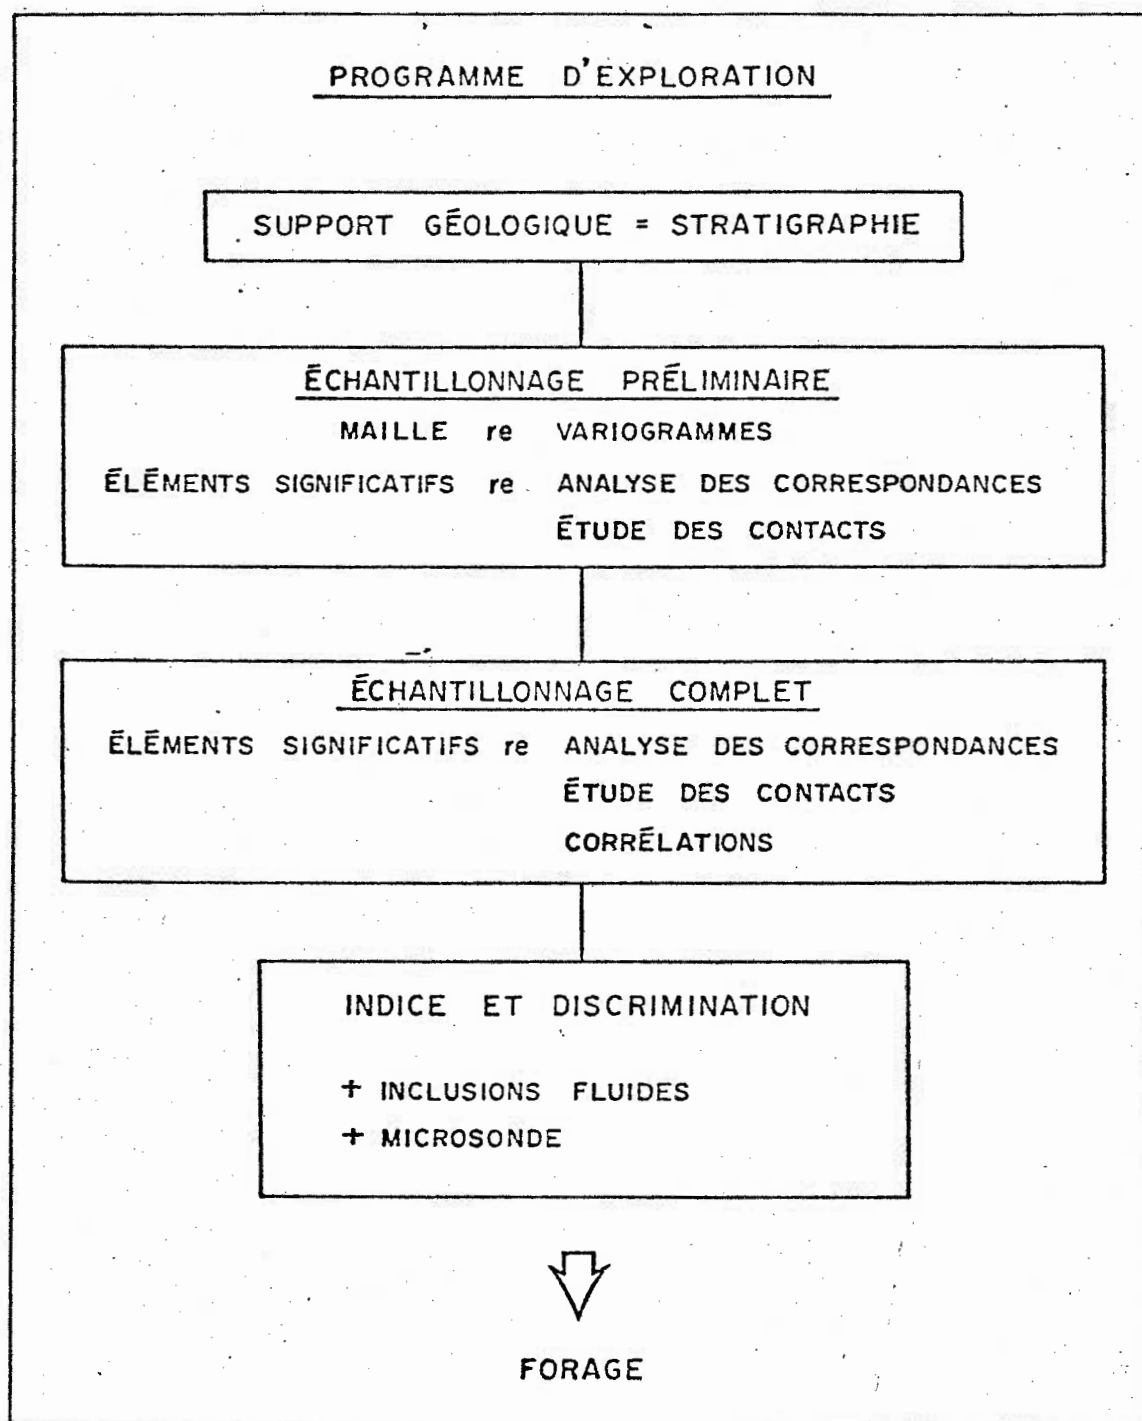 PROGRAMME D'EXPLORATION
SUPPORT GÉOLOGIQUE = STRATIGRAPHIE
ÉCHANTILLONNAGE PRÉLIMINAIRE
MAILLE re VARIOGRAMMES
ÉLÉMENTS SIGNIFICATIFS re ANALYSE DES CORRESPONDANCES
ÉTUDE DES CONTACTS
ÉCHANTILLONNAGE COMPLET
ÉLÉMENTS SIGNIFICATIFS re ANALYSE DES CORRESPONDANCES
ÉTUDE DES CONTACTS
CORRÉLATIONS
INDICE ET DISCRIMINATION
+ INCLUSIONS FLUIDES
+ MICROSONDE
FORAGE